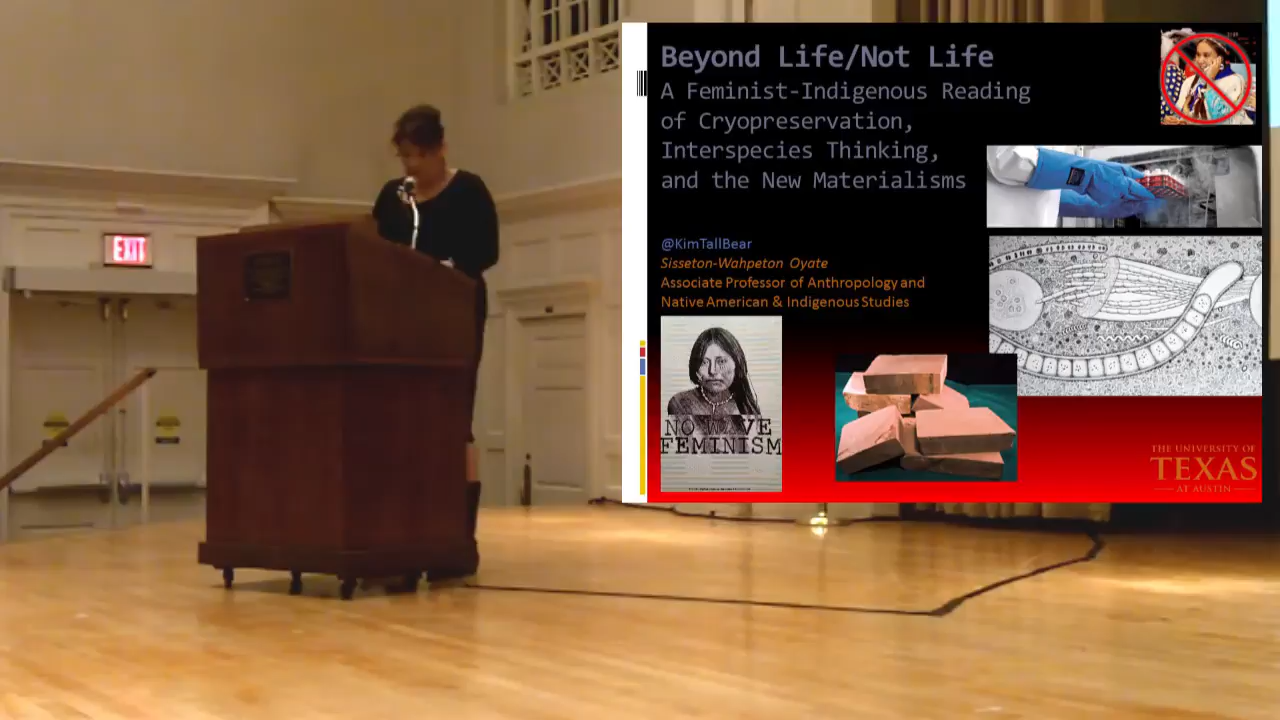 EXIT
Beyond Life/Not Life
A Feminist-Indigenous Reading
of Cryopreservation,
Interspecies Thinking,
and the New Materialisms
@KimTallBear
Sisseton-Wahpeton Oyate
Associate Professor of Anthropology and
Native American & Indigenous Studies
NO WAVE
FEMINISM
THE UNIVERSITY OF
TEXAS
AT AUSTIN